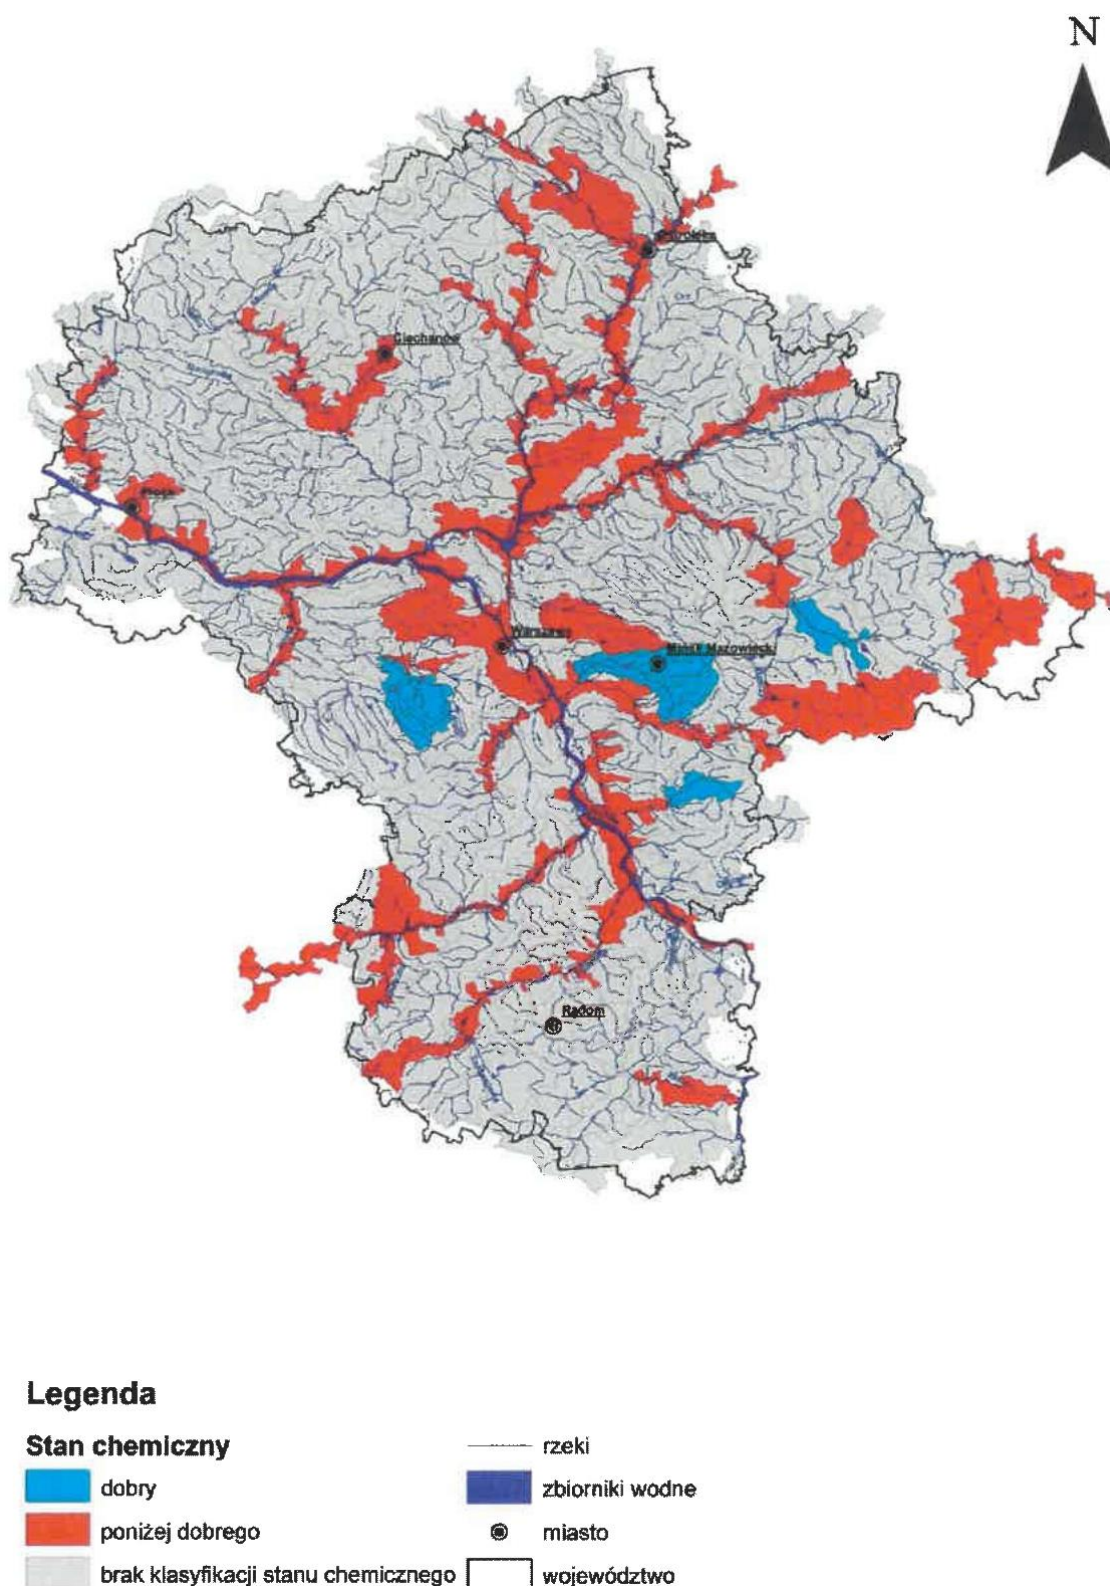 N
Ostrołęka
Ciechanów
Płock
Warszawa
Mińsk Mazowiecki
Radom
Legenda
Stan chemiczny
dobry
poniżej dobrego
brak klasyfikacji stanu chemicznego
rzeki
zbiorniki wodne
miasto
województwo